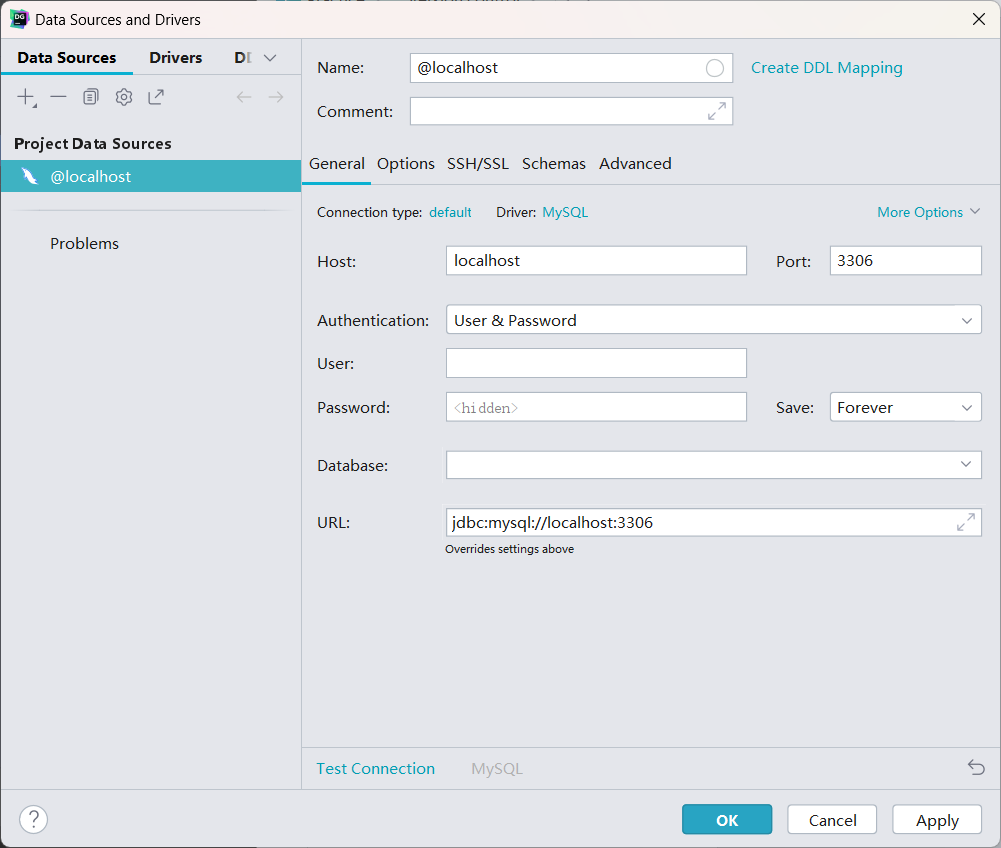 DG
Data Sources and Drivers
Data Sources Drivers
Project Data Sources
@localhost
Problems
Name: @localhost Create DDL Mapping
Comment:
General Options SSH/SSL Schemas Advanced
Connection type: default Driver: MySQL More Options
Host: localhost Port: 3306
Authentication: User & Password
User:
Password: <hidden> Save: Forever
Database:
URL: jdbc:mysql://localhost:3306
Overrides settings above
Test Connection MySQL
? OK Cancel Apply